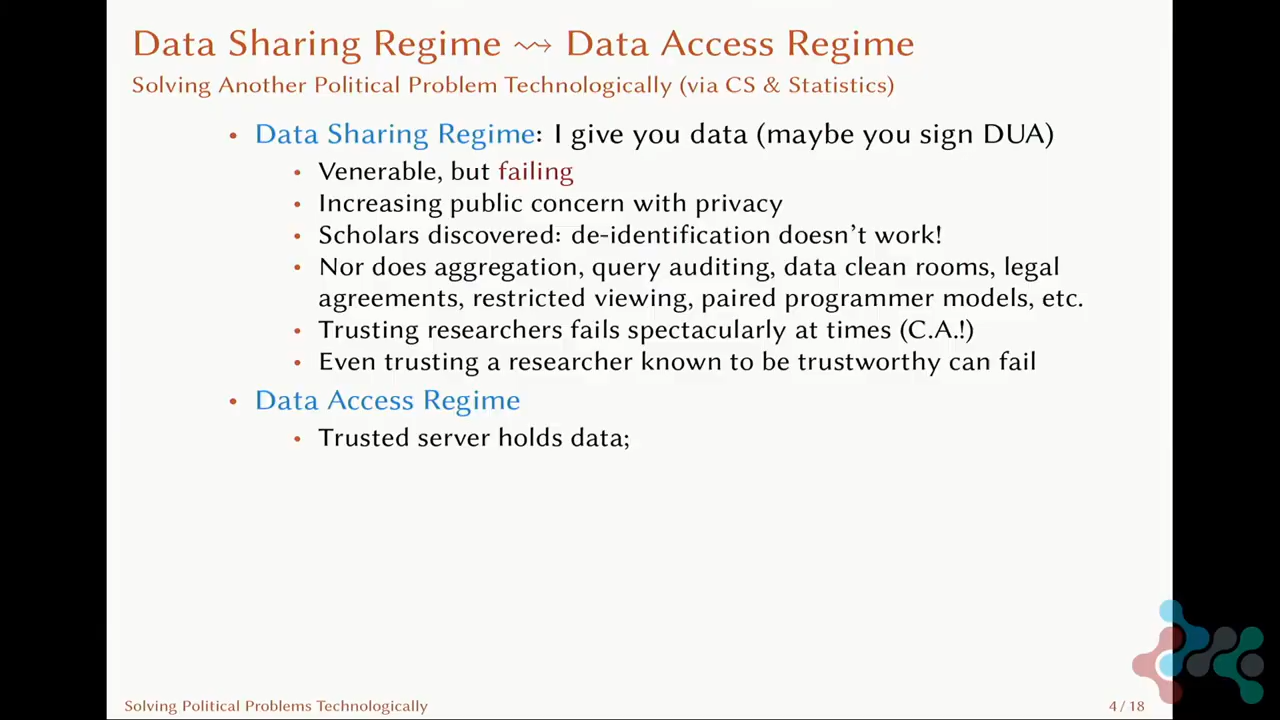 Data Sharing Regime ⇝ Data Access Regime
Solving Another Political Problem Technologically (via CS & Statistics)
• Data Sharing Regime: I give you data (maybe you sign DUA)
• Venerable, but failing
• Increasing public concern with privacy
• Scholars discovered: de-identification doesn't work!
• Nor does aggregation, query auditing, data clean rooms, legal
agreements, restricted viewing, paired programmer models, etc.
• Trusting researchers fails spectacularly at times (C.A.!)
• Even trusting a researcher known to be trustworthy can fail
• Data Access Regime
• Trusted server holds data;
Solving Political Problems Technologically
4 / 18